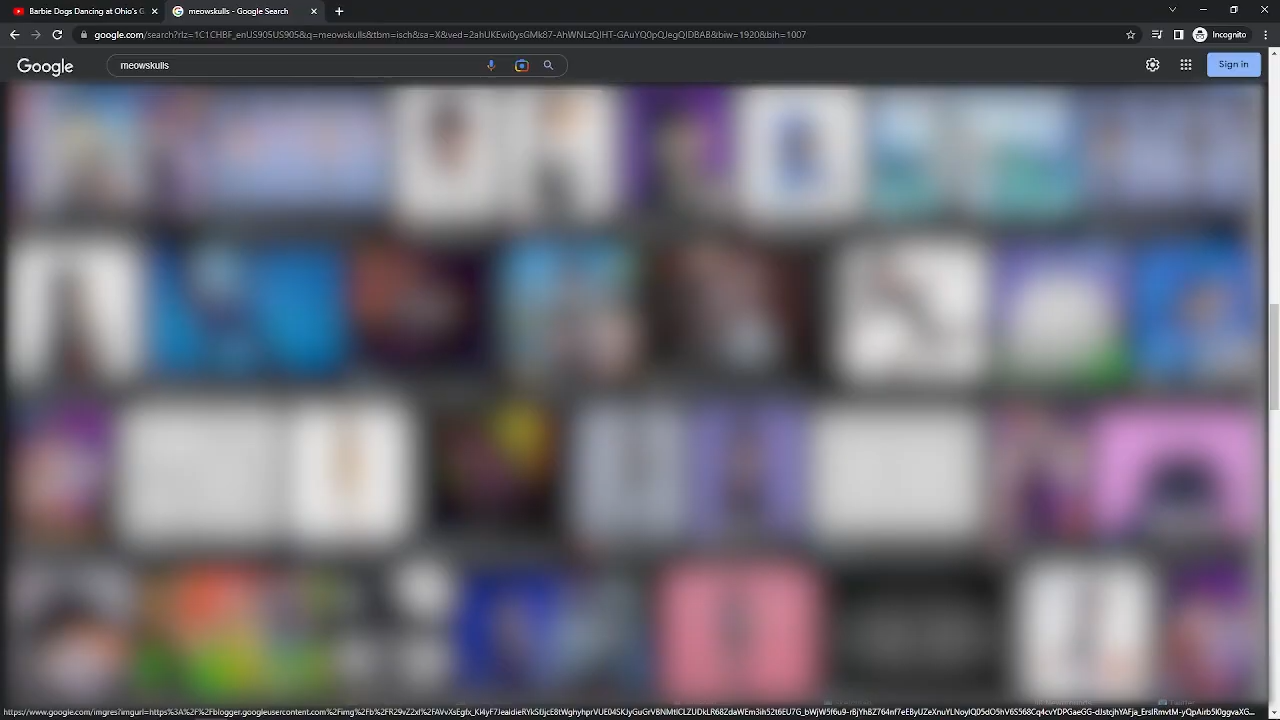 Barbie Dogs Dancing at Ohio's G
meowskulls - Google Search
google.com/search?rlz=1C1CHBF_enUS905US905&q=meowskulls&tbm=isch&sa=X&ved=2ahUKEwi0ysGMk87-AhWNLzQIHT-GAuYQ0pQJegQIDBAB&biw=1920&bih=1007
Incognito
Google
meowskulls
Sign in